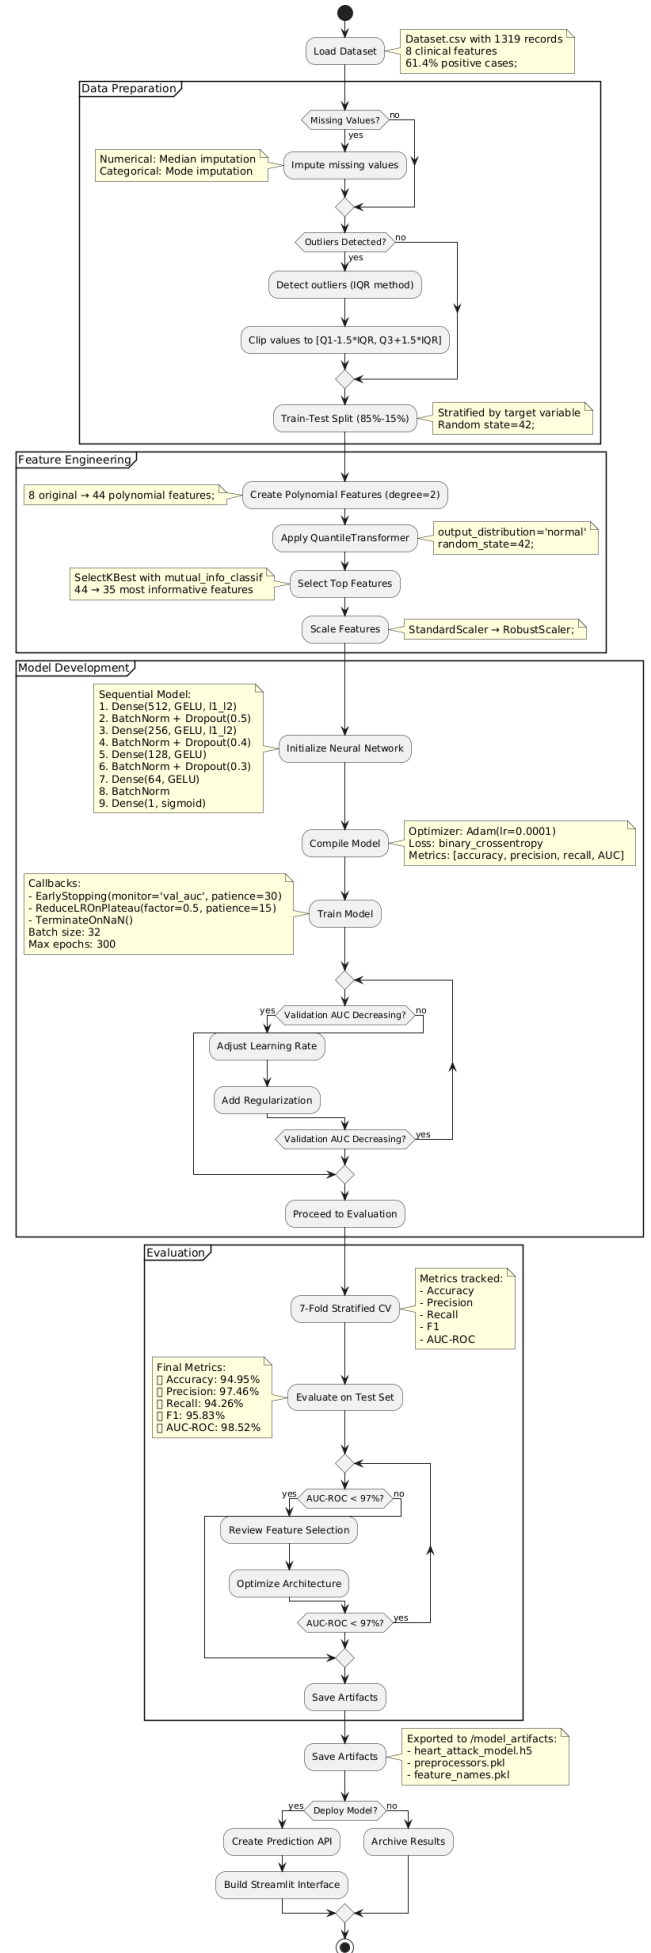 Load Dataset
Dataset.csv with 1319 records
8 clinical features
61.4% positive cases;
Data Preparation
Missing Values?
no
yes
Numerical: Median imputation
Categorical: Mode imputation
Impute missing values
Outliers Detected?
no
yes
Detect outliers (IQR method)
Clip values to [Q1-1.5*IQR, Q3+1.5*IQR]
Train-Test Split (85%-15%)
Stratified by target variable
Random state=42;
Feature Engineering
8 original → 44 polynomial features;
Create Polynomial Features (degree=2)
Apply QuantileTransformer
output_distribution='normal'
random_state=42;
SelectKBest with mutual_info_classif
44 → 35 most informative features
Select Top Features
Scale Features
StandardScaler → RobustScaler;
Model Development
Sequential Model:
1. Dense(512, GELU, l1_l2)
2. BatchNorm + Dropout(0.5)
3. Dense(256, GELU, l1_l2)
4. BatchNorm + Dropout(0.4)
5. Dense(128, GELU)
6. BatchNorm + Dropout(0.3)
7. Dense(64, GELU)
8. BatchNorm
9. Dense(1, sigmoid)
Initialize Neural Network
Compile Model
Optimizer: Adam(lr=0.0001)
Loss: binary_crossentropy
Metrics: [accuracy, precision, recall, AUC]
Callbacks:
- EarlyStopping(monitor='val_auc', patience=30)
- ReduceLROnPlateau(factor=0.5, patience=15)
- TerminateOnNaN()
Batch size: 32
Max epochs: 300
Train Model
yes
Validation AUC Decreasing?
no
Adjust Learning Rate
Add Regularization
Validation AUC Decreasing?
yes
Proceed to Evaluation
Evaluation
7-Fold Stratified CV
Metrics tracked:
- Accuracy
- Precision
- Recall
- F1
- AUC-ROC
Final Metrics:
▯ Accuracy: 94.95%
▯ Precision: 97.46%
▯ Recall: 94.26%
▯ F1: 95.83%
▯ AUC-ROC: 98.52%
Evaluate on Test Set
yes
AUC-ROC < 97%?
no
Review Feature Selection
Optimize Architecture
AUC-ROC < 97%?
yes
Save Artifacts
Save Artifacts
Exported to /model_artifacts:
- heart_attack_model.h5
- preprocessors.pkl
- feature_names.pkl
yes
Deploy Model?
no
Create Prediction API
Archive Results
Build Streamlit Interface